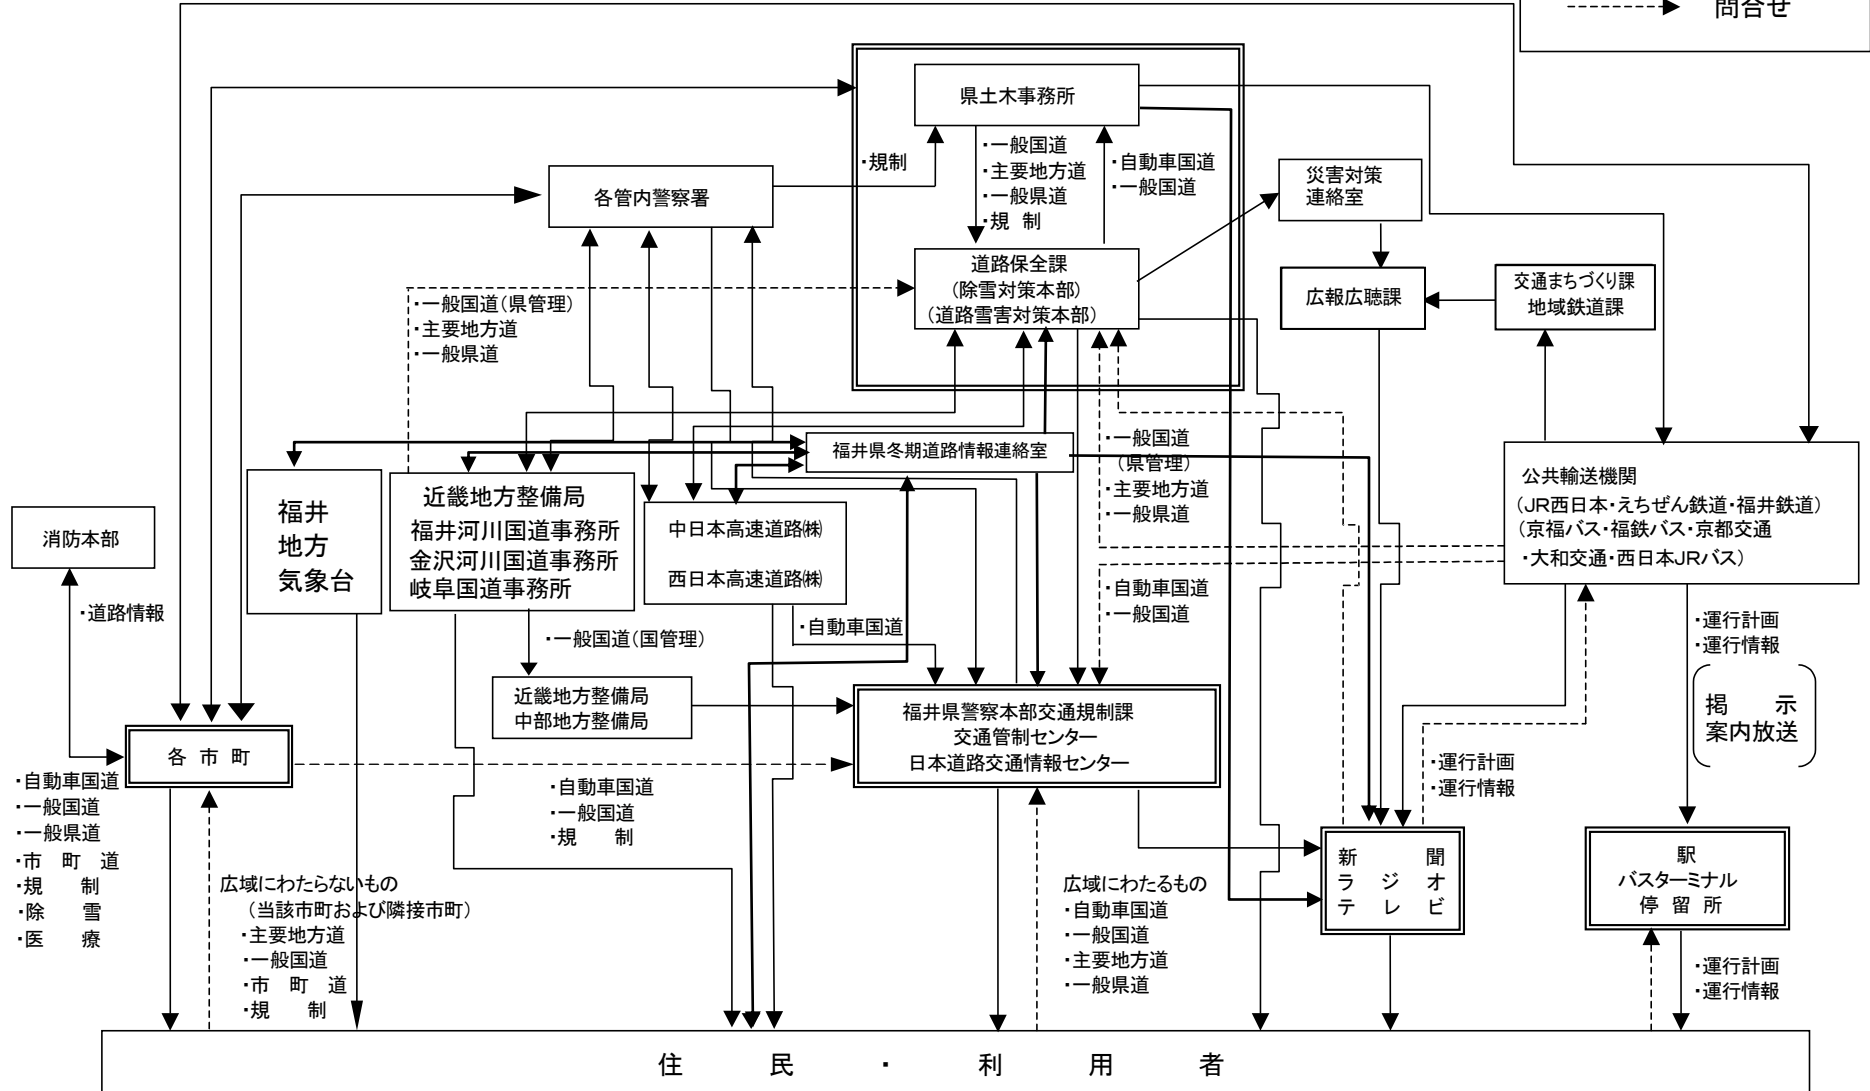 問合せ
県土木事務所
・規制
・一般国道
・主要地方道
・一般県道
・規 制
・自動車国道
・一般国道
災害対策
連絡室
各管内警察署
道路保全課
(除雪対策本部)
(道路雪害対策本部)
広報広聴課
交通まちづくり課
地域鉄道課
・一般国道(県管理)
・主要地方道
・一般県道
福井県冬期道路情報連絡室
・一般国道
(県管理)
・主要地方道
・一般県道
公共輸送機関
(JR西日本・えちぜん鉄道・福井鉄道)
(京福バス・福鉄バス・京都交通
・大和交通・西日本JRバス)
消防本部
福井
地方
気象台
近畿地方整備局
福井河川国道事務所
金沢河川国道事務所
岐阜国道事務所
中日本高速道路㈱
西日本高速道路㈱
・道路情報
・一般国道(国管理)
・自動車国道
・自動車国道
・一般国道
・運行計画
・運行情報
掲 示
案内放送
近畿地方整備局
中部地方整備局
福井県警察本部交通規制課
交通管制センター
日本道路交通情報センター
各 市 町
・自動車国道
・一般国道
・一般県道
・市 町 道
・規 制
・除 雪
・医 療
・自動車国道
・一般国道
・規 制
・運行計画
・運行情報
新 聞
ラ ジ オ
テ レ ビ
駅
バスターミナル
停 留 所
広域にわたらないもの
(当該市町および隣接市町)
・主要地方道
・一般国道
・市 町 道
・規 制
広域にわたるもの
・自動車国道
・一般国道
・主要地方道
・一般県道
・運行計画
・運行情報
住 民 ・ 利 用 者